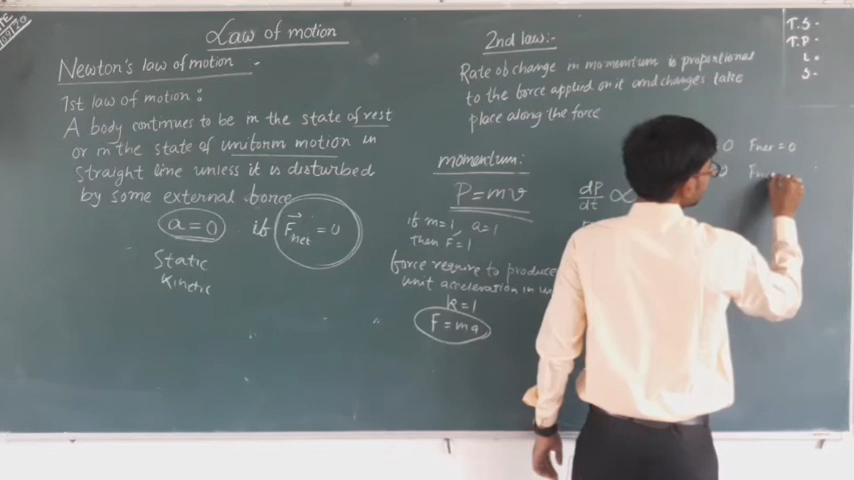 Law of motion
Newton's law of motion -
1st law of motion :
A body continues to be in the state of rest
or in the state of uniform motion in
straight line unless it is disturbed
by some external force
a = 0 if F⃗net = 0
Static
Kinetic
2nd law:-
Rate of change in momentum is proportional
to the force applied on it and changes take
place along the force
momentum:
P = mv
if m=1, a=1
Then F=1
force require to produce
unit acceleration in
k=1
F = ma
dP/dt ∝
0 Fnet = 0
T.S-
T.P-
L-
S-